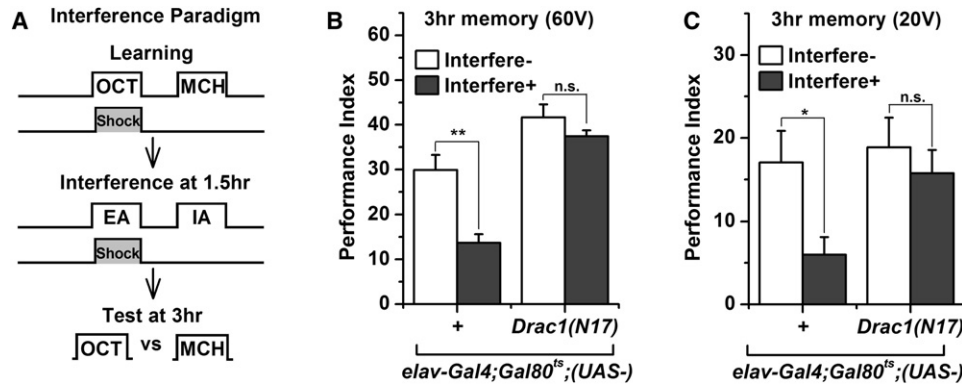 A Interference Paradigm
Learning
OCT MCH
Shock
Interference at 1.5hr
EA IA
Shock
Test at 3hr
OCT vs MCH
B 3hr memory (60V)
Interfere-
Interfere+
Performance Index
60
50
40
30
20
10
0
**
n.s.
+ Drac1(N17)
elav-Gal4;Gal80ts;(UAS-)
C 3hr memory (20V)
Interfere-
Interfere+
Performance Index
30
20
10
0
*
n.s.
+ Drac1(N17)
elav-Gal4;Gal80ts;(UAS-)